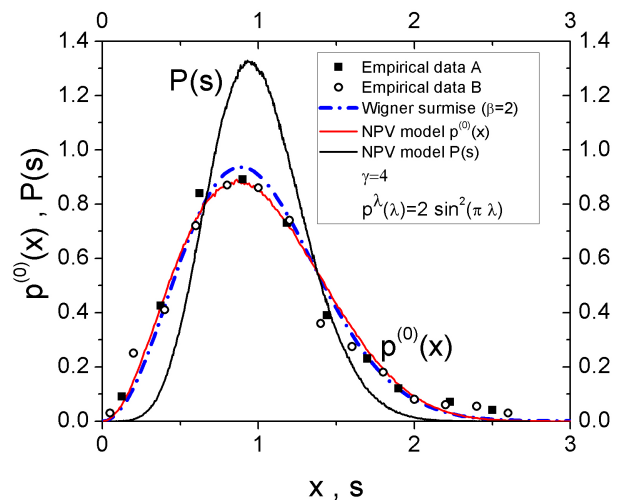 0 1 2 3
1.4 1.4
1.2 1.2
1.0 1.0
0.8 0.8
0.6 0.6
0.4 0.4
0.2 0.2
0.0 0.0
0 1 2 3
p⁽⁰⁾(x) , P(s)
x , s
P(s)
p⁽⁰⁾(x)
Empirical data A
Empirical data B
Wigner surmise (β=2)
NPV model p⁽⁰⁾(x)
NPV model P(s)
γ=4
p^λ(λ)=2 sin²(π λ)